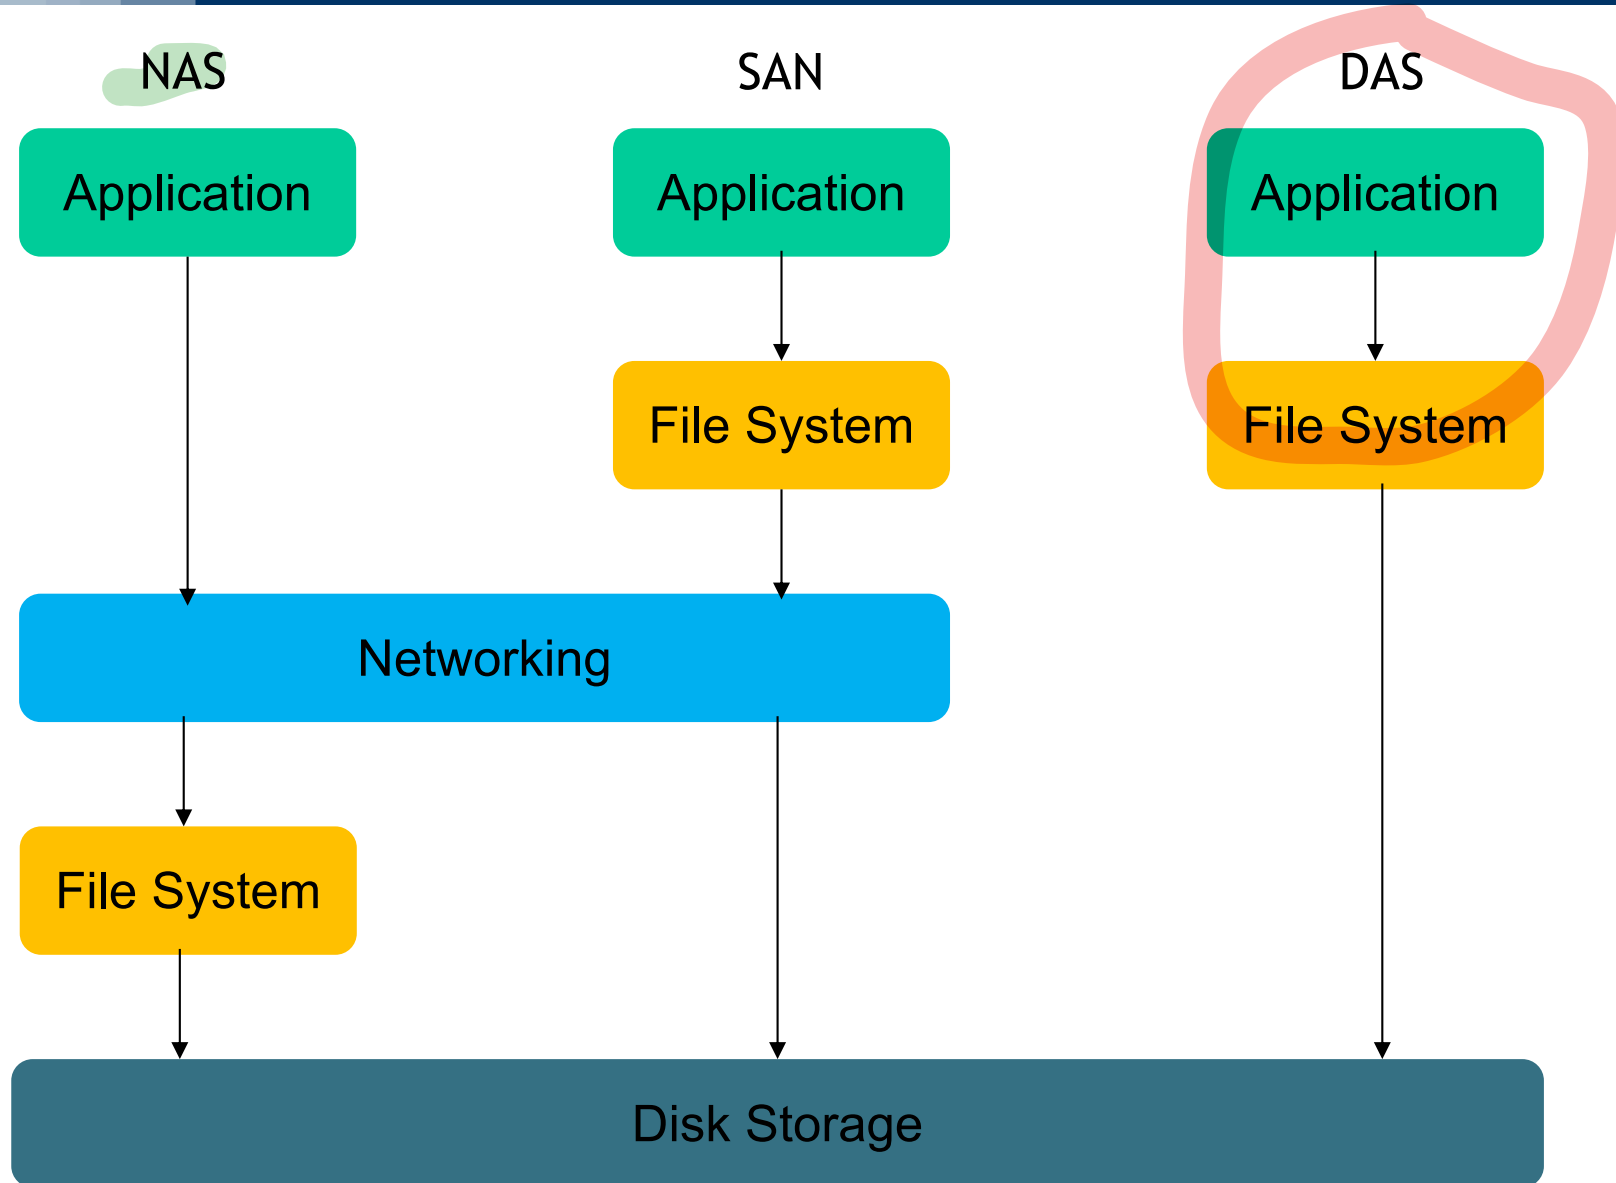 NAS SAN DAS
Application Application Application
File System File System
Networking
File System
Disk Storage